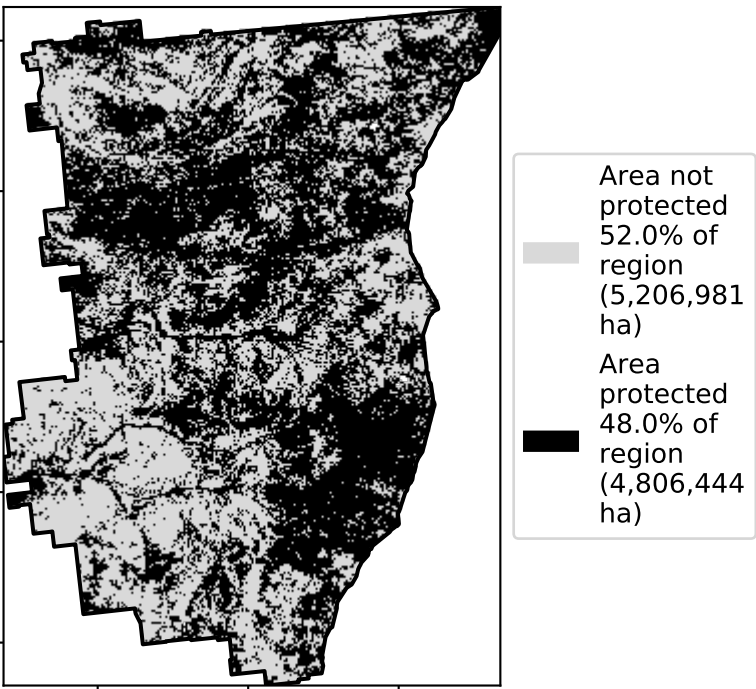 Area not
protected
52.0% of
region
(5,206,981
ha)
Area
protected
48.0% of
region
(4,806,444
ha)